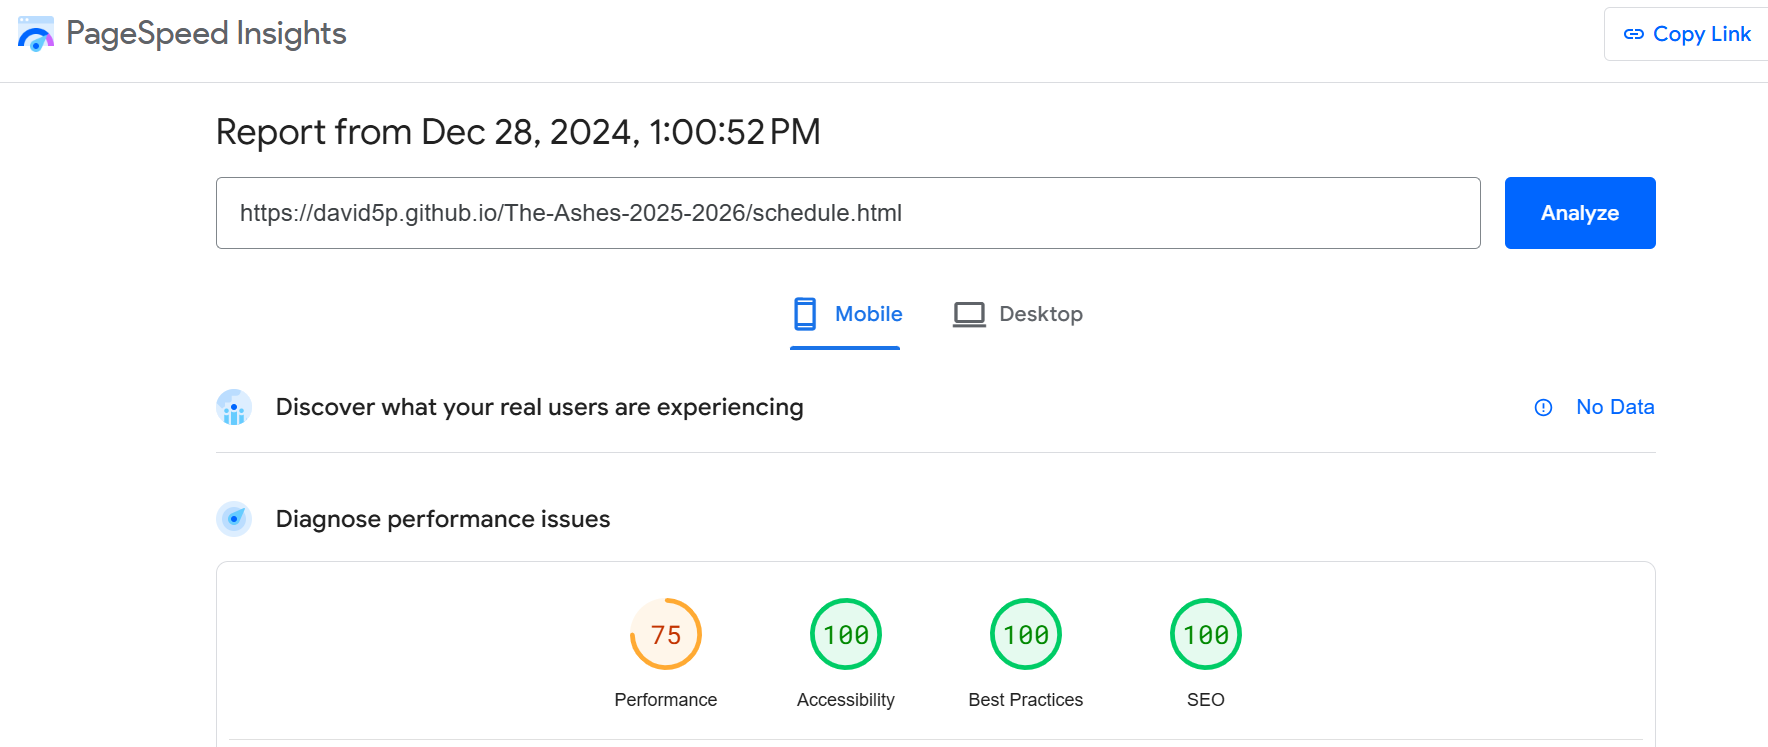 PageSpeed Insights
Copy Link
Report from Dec 28, 2024, 1:00:52 PM
https://david5p.github.io/The-Ashes-2025-2026/schedule.html
Analyze
Mobile
Desktop
Discover what your real users are experiencing
No Data
Diagnose performance issues
75
100
100
100
Performance
Accessibility
Best Practices
SEO